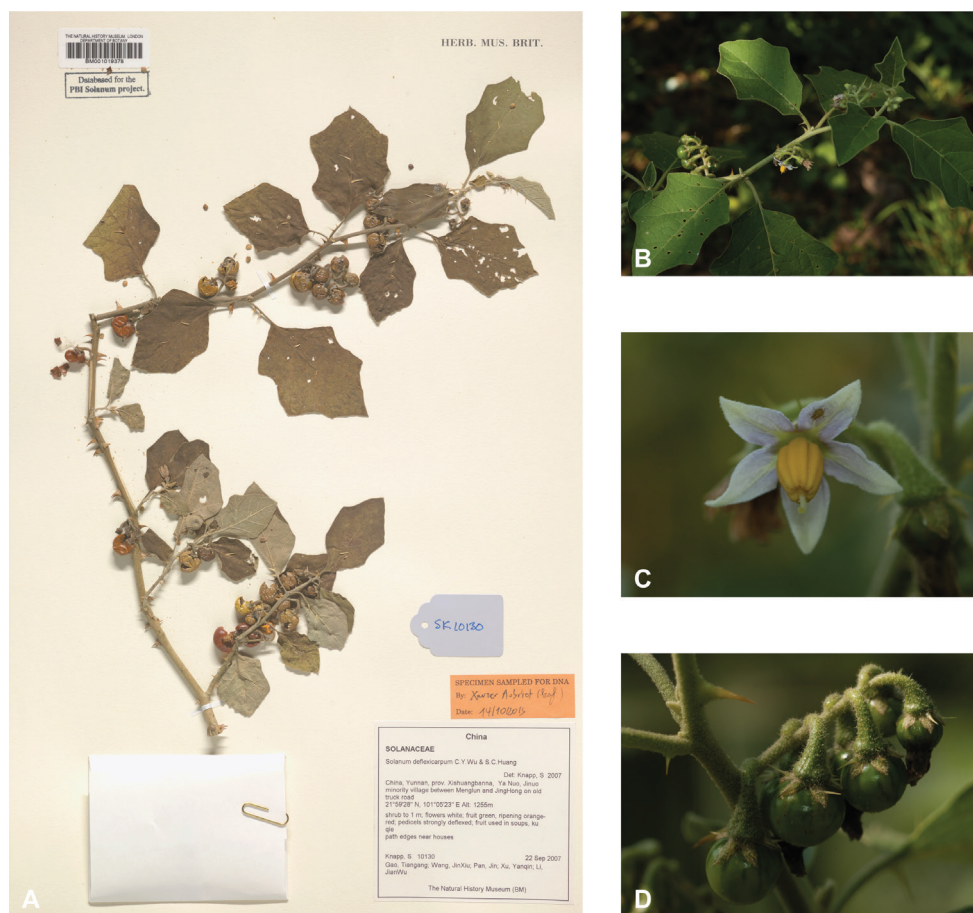 THE NATURAL HISTORY MUSEUM, LONDON
DEPARTMENT OF BOTANY
BM001019378
Databased for the
PBI Solanum project.
HERB. MUS. BRIT.
SK 10130
SPECIMEN SAMPLED FOR DNA
By: Xavier Aubriot (leaf)
Date: 14/10/2015
China
SOLANACEAE
Solanum deflexicarpum C.Y.Wu & S.C.Huang
Det: Knapp, S 2007
China, Yunnan, prov. Xishuangbanna, Ya Nuo, Jinuo
minority village between Menglun and JingHong on old
truck road
21°59'28" N, 101°05'23" E Alt: 1255m
shrub to 1 m, flowers white; fruit green, ripening orange-
red; pedicels strongly deflexed; fruit used in soups, ku
qie
path edges near houses
Knapp, S 10130 22 Sep 2007
Gao, Tiangang; Wang, JinXiu; Pan, Jin, Xu, Yanqin; Li,
JianWu
The Natural History Museum (BM)
A
B
C
D